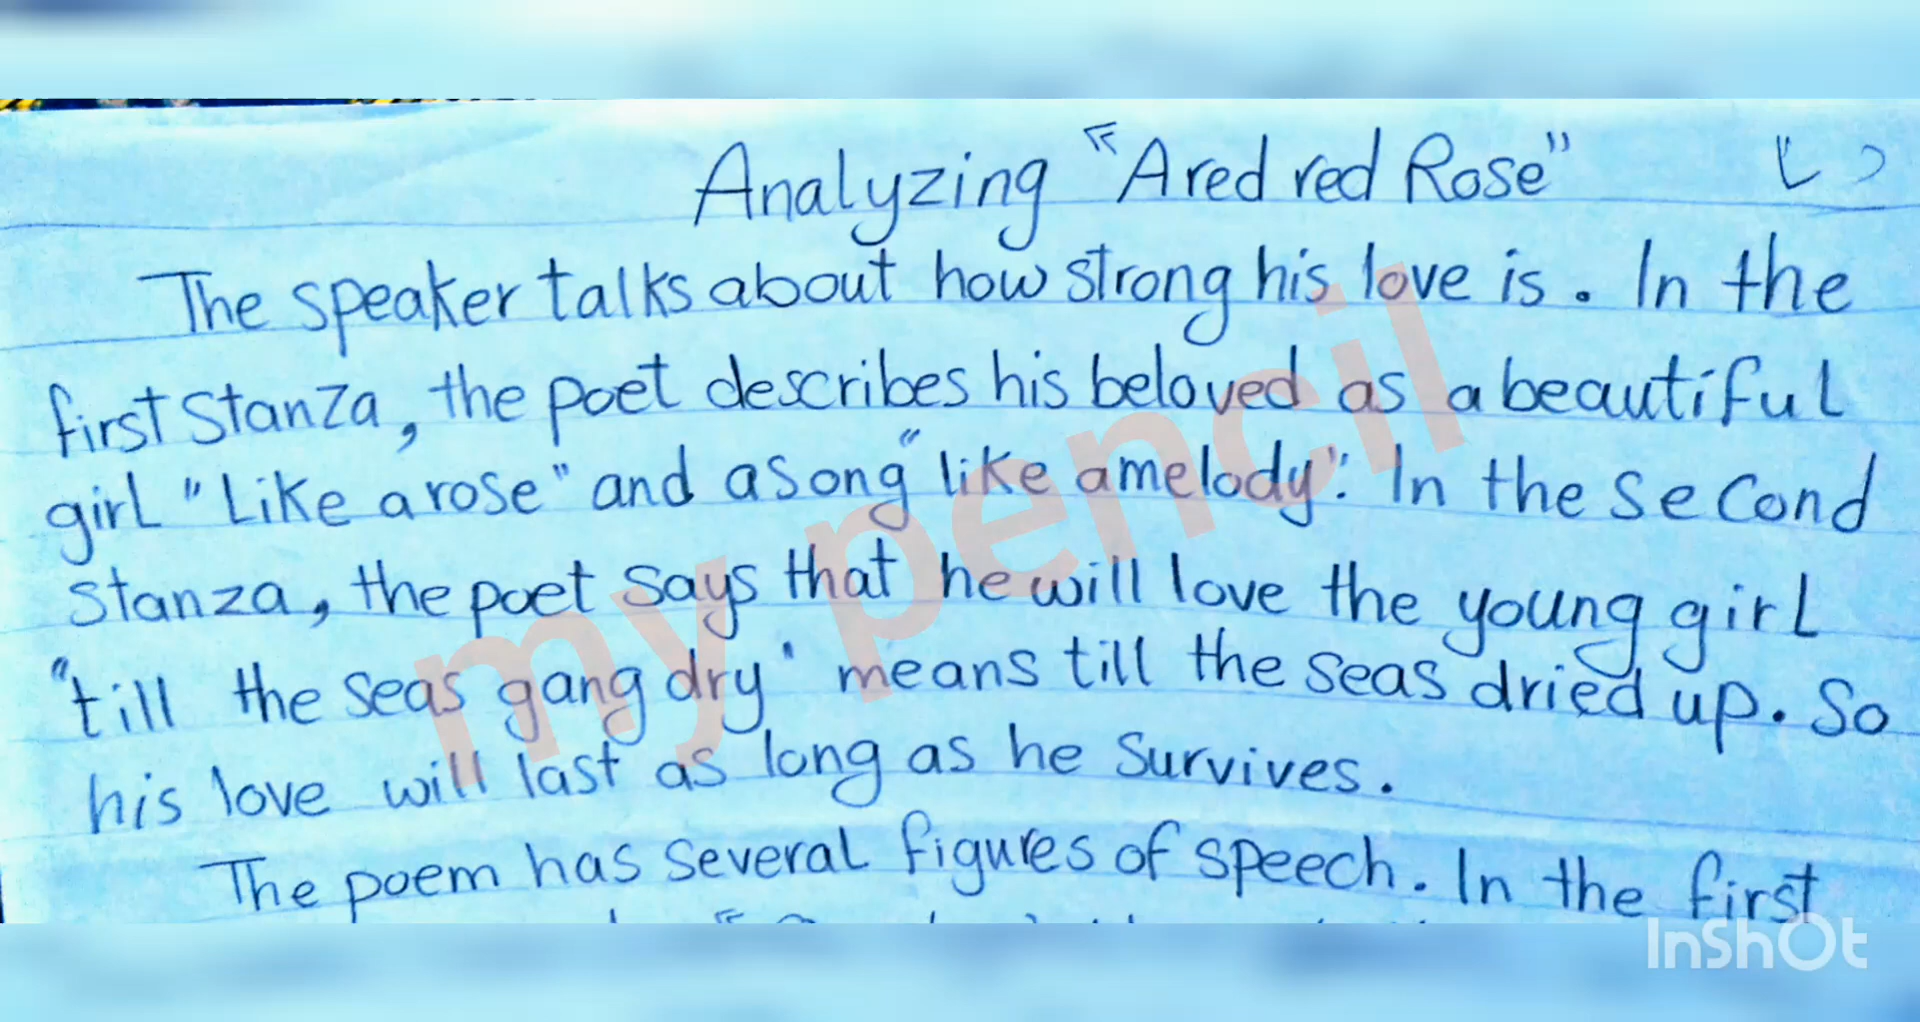 Analyzing "A red red Rose"
The speaker talks about how strong his love is. In the
first stanza, the poet describes his beloved as a beautiful
girl "Like a rose" and a song "like a melody". In the second
stanza, the poet says that he will love the young girl
"till the seas gang dry" means till the seas dried up. So
his love will last as long as he survives.
The poem has several figures of speech. In the first
my pencil
InShOt